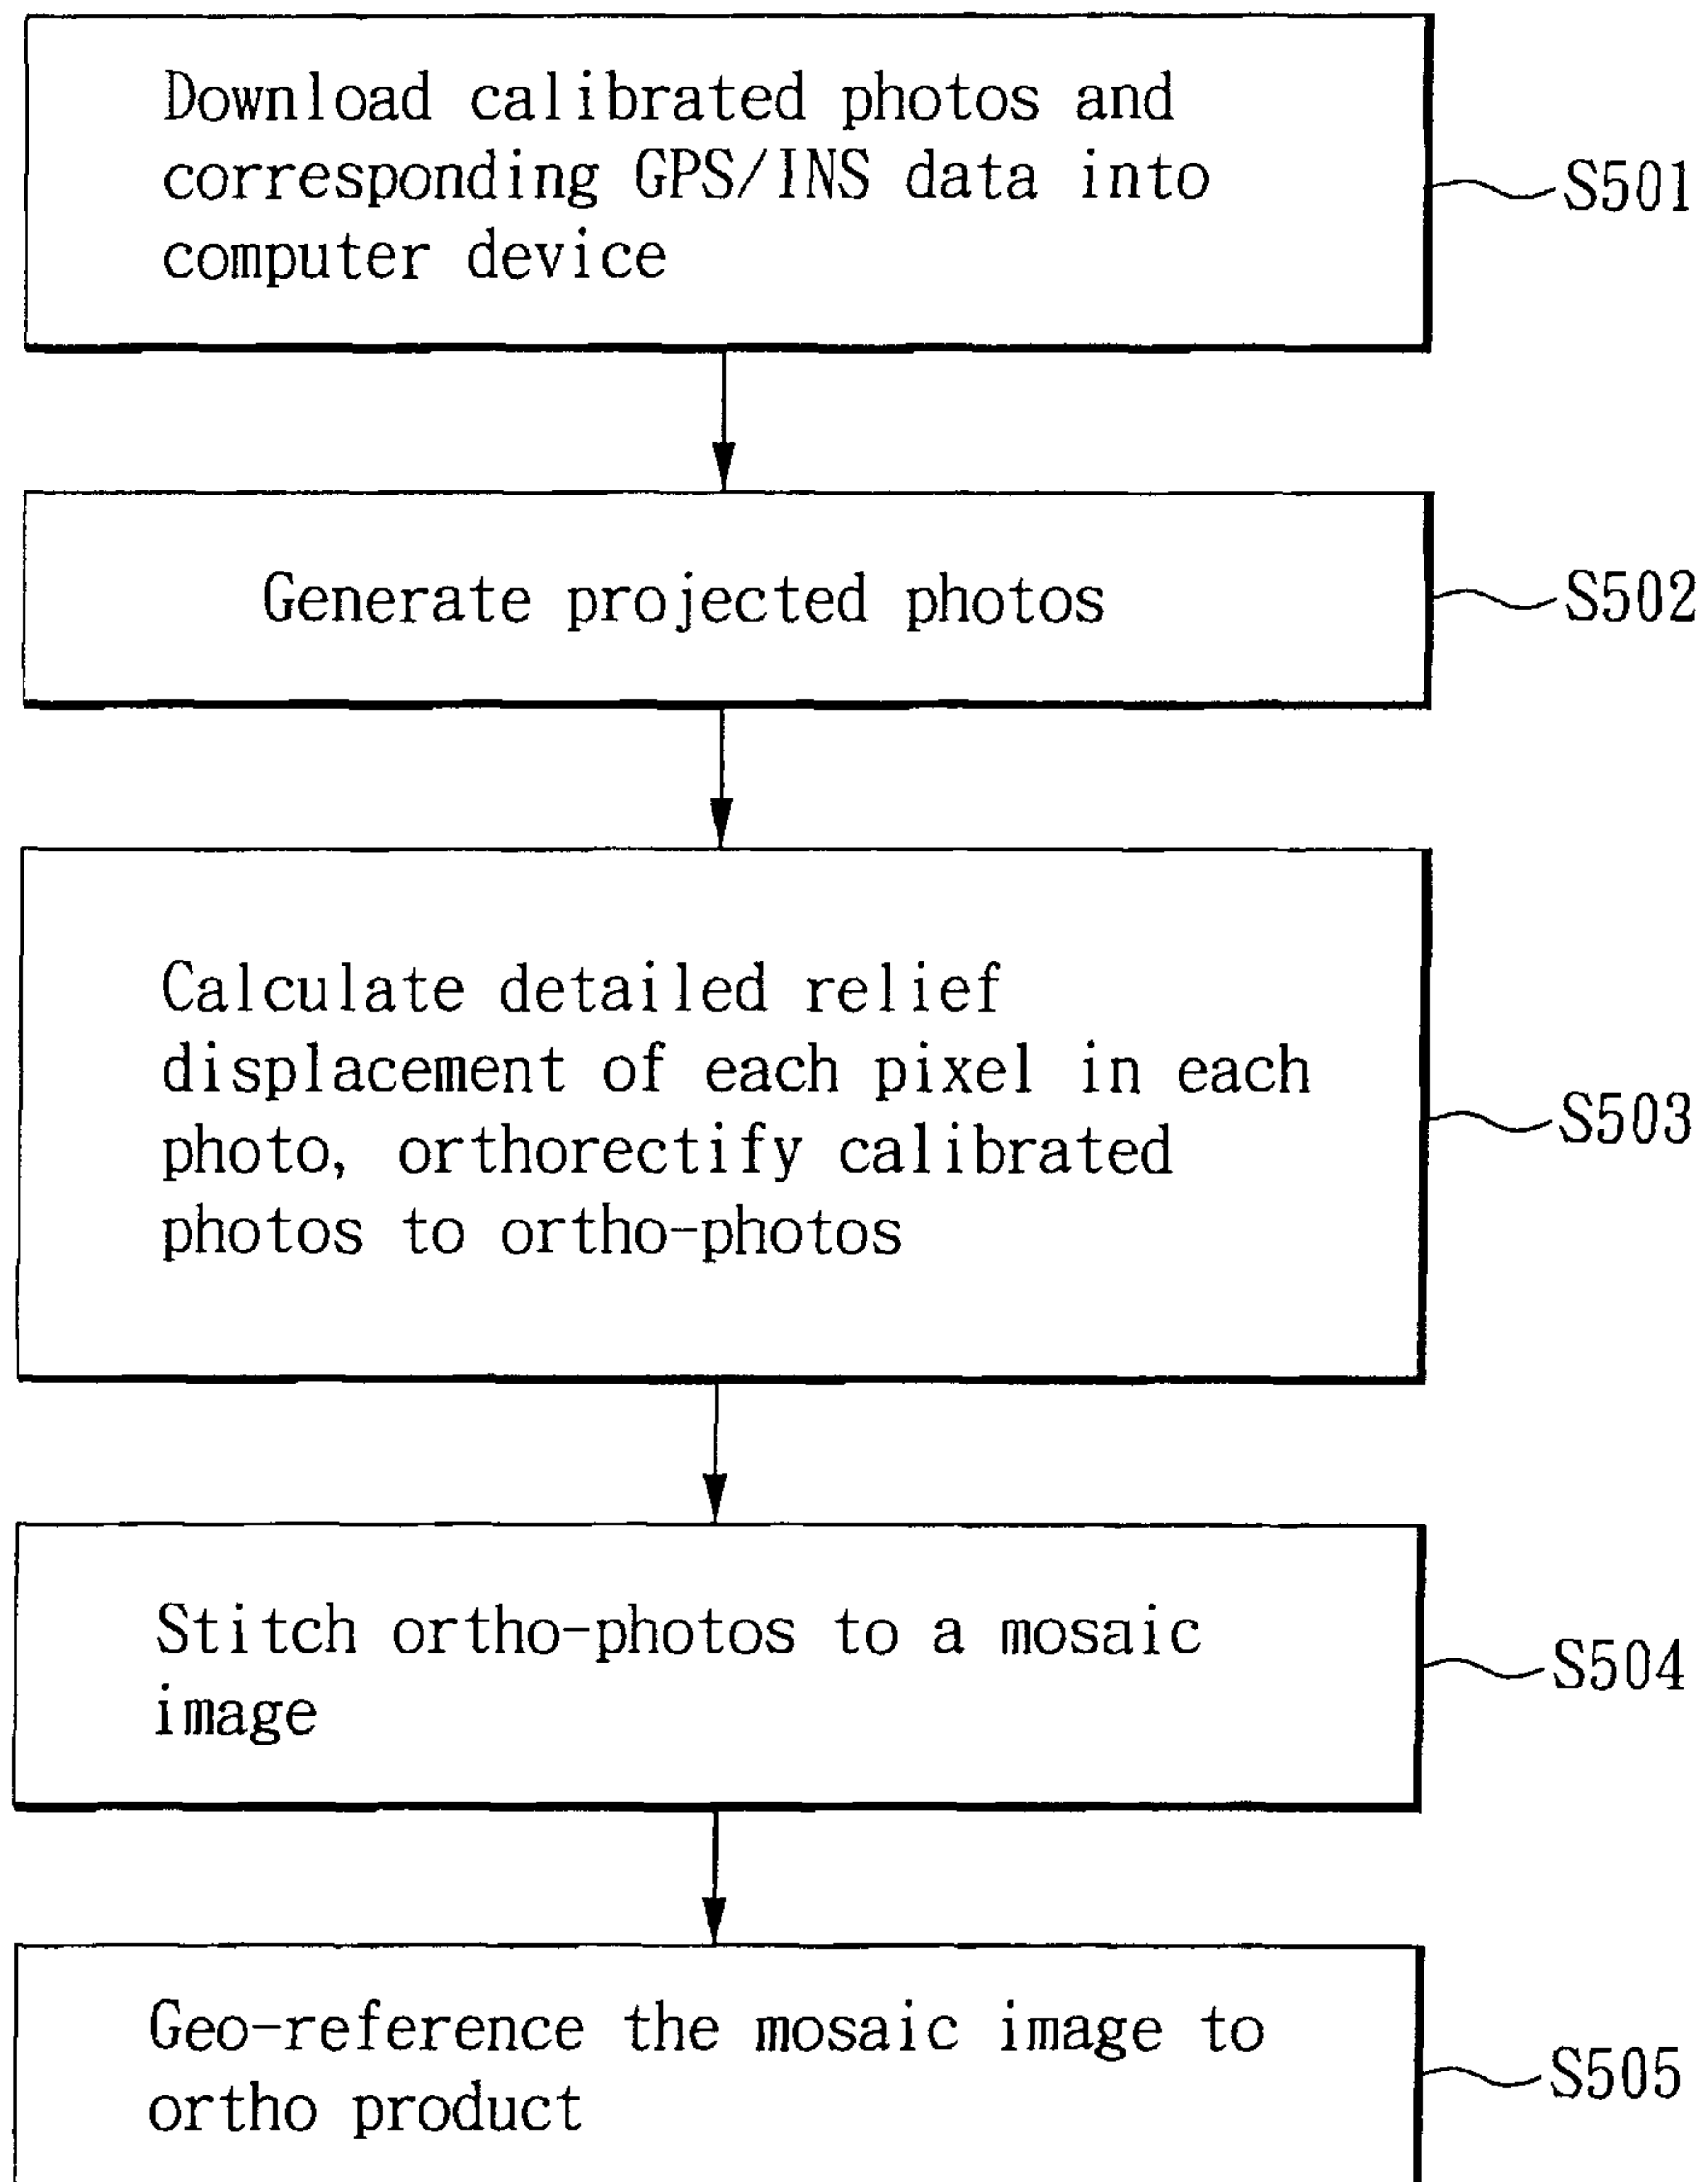 Download calibrated photos and
corresponding GPS/INS data into
computer device
S501
Generate projected photos
S502
Calculate detailed relief
displacement of each pixel in each
photo, orthorectify calibrated
photos to ortho-photos
S503
Stitch ortho-photos to a mosaic
image
S504
Geo-reference the mosaic image to
ortho product
S505